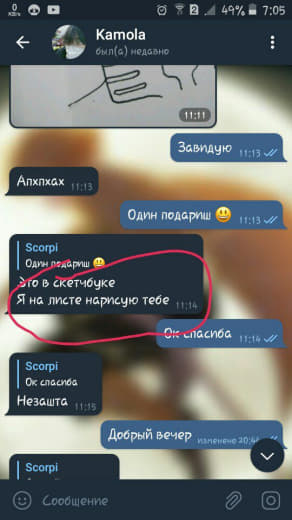 0
KB/s
49% 7:05
Kamola
был(а) недавно
11:11
Завидую 11:13
Апхпхах 11:13
Один подариш 😃 11:13
Scorpi
Один подариш 😃
Это в скетчбуке
Я на листе нарисую тебе 11:14
Ок спасиба 11:14
Scorpi
Ок спасиба
Незашта 11:15
Добрый вечер изменено 20:46
Scorpi
Сообщение